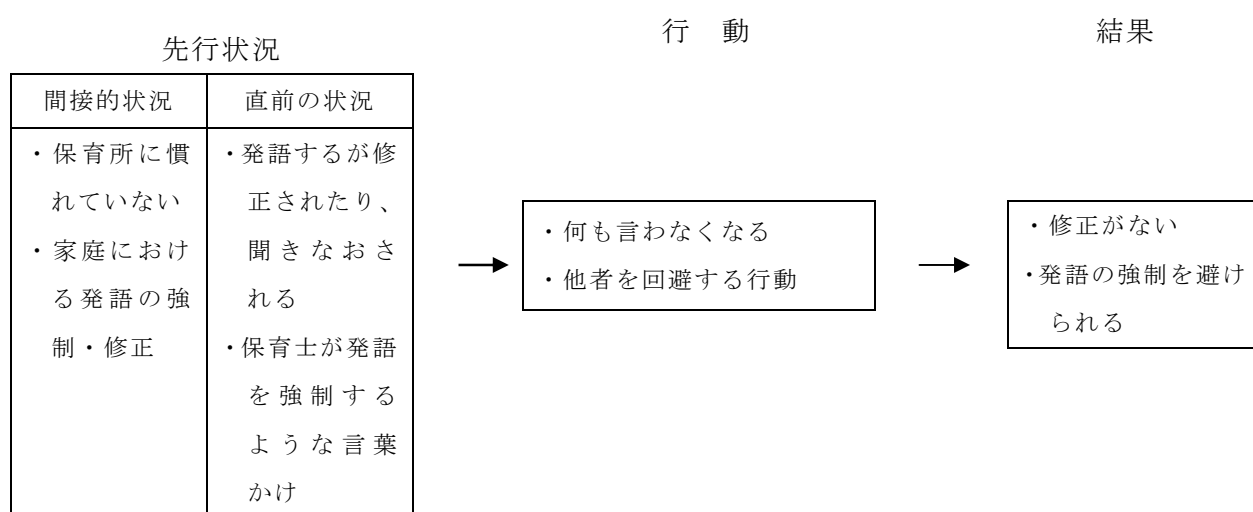 先行状況
行　動
結果
間接的状況
直前の状況
・保育所に慣
れていない
・家庭におけ
る発語の強
制・修正
・発語するが修
正されたり、
聞きなおさ
れる
・保育士が発語
を強制する
ような言葉
かけ
・何も言わなくなる
・他者を回避する行動
・修正がない
・発語の強制を避け
られる